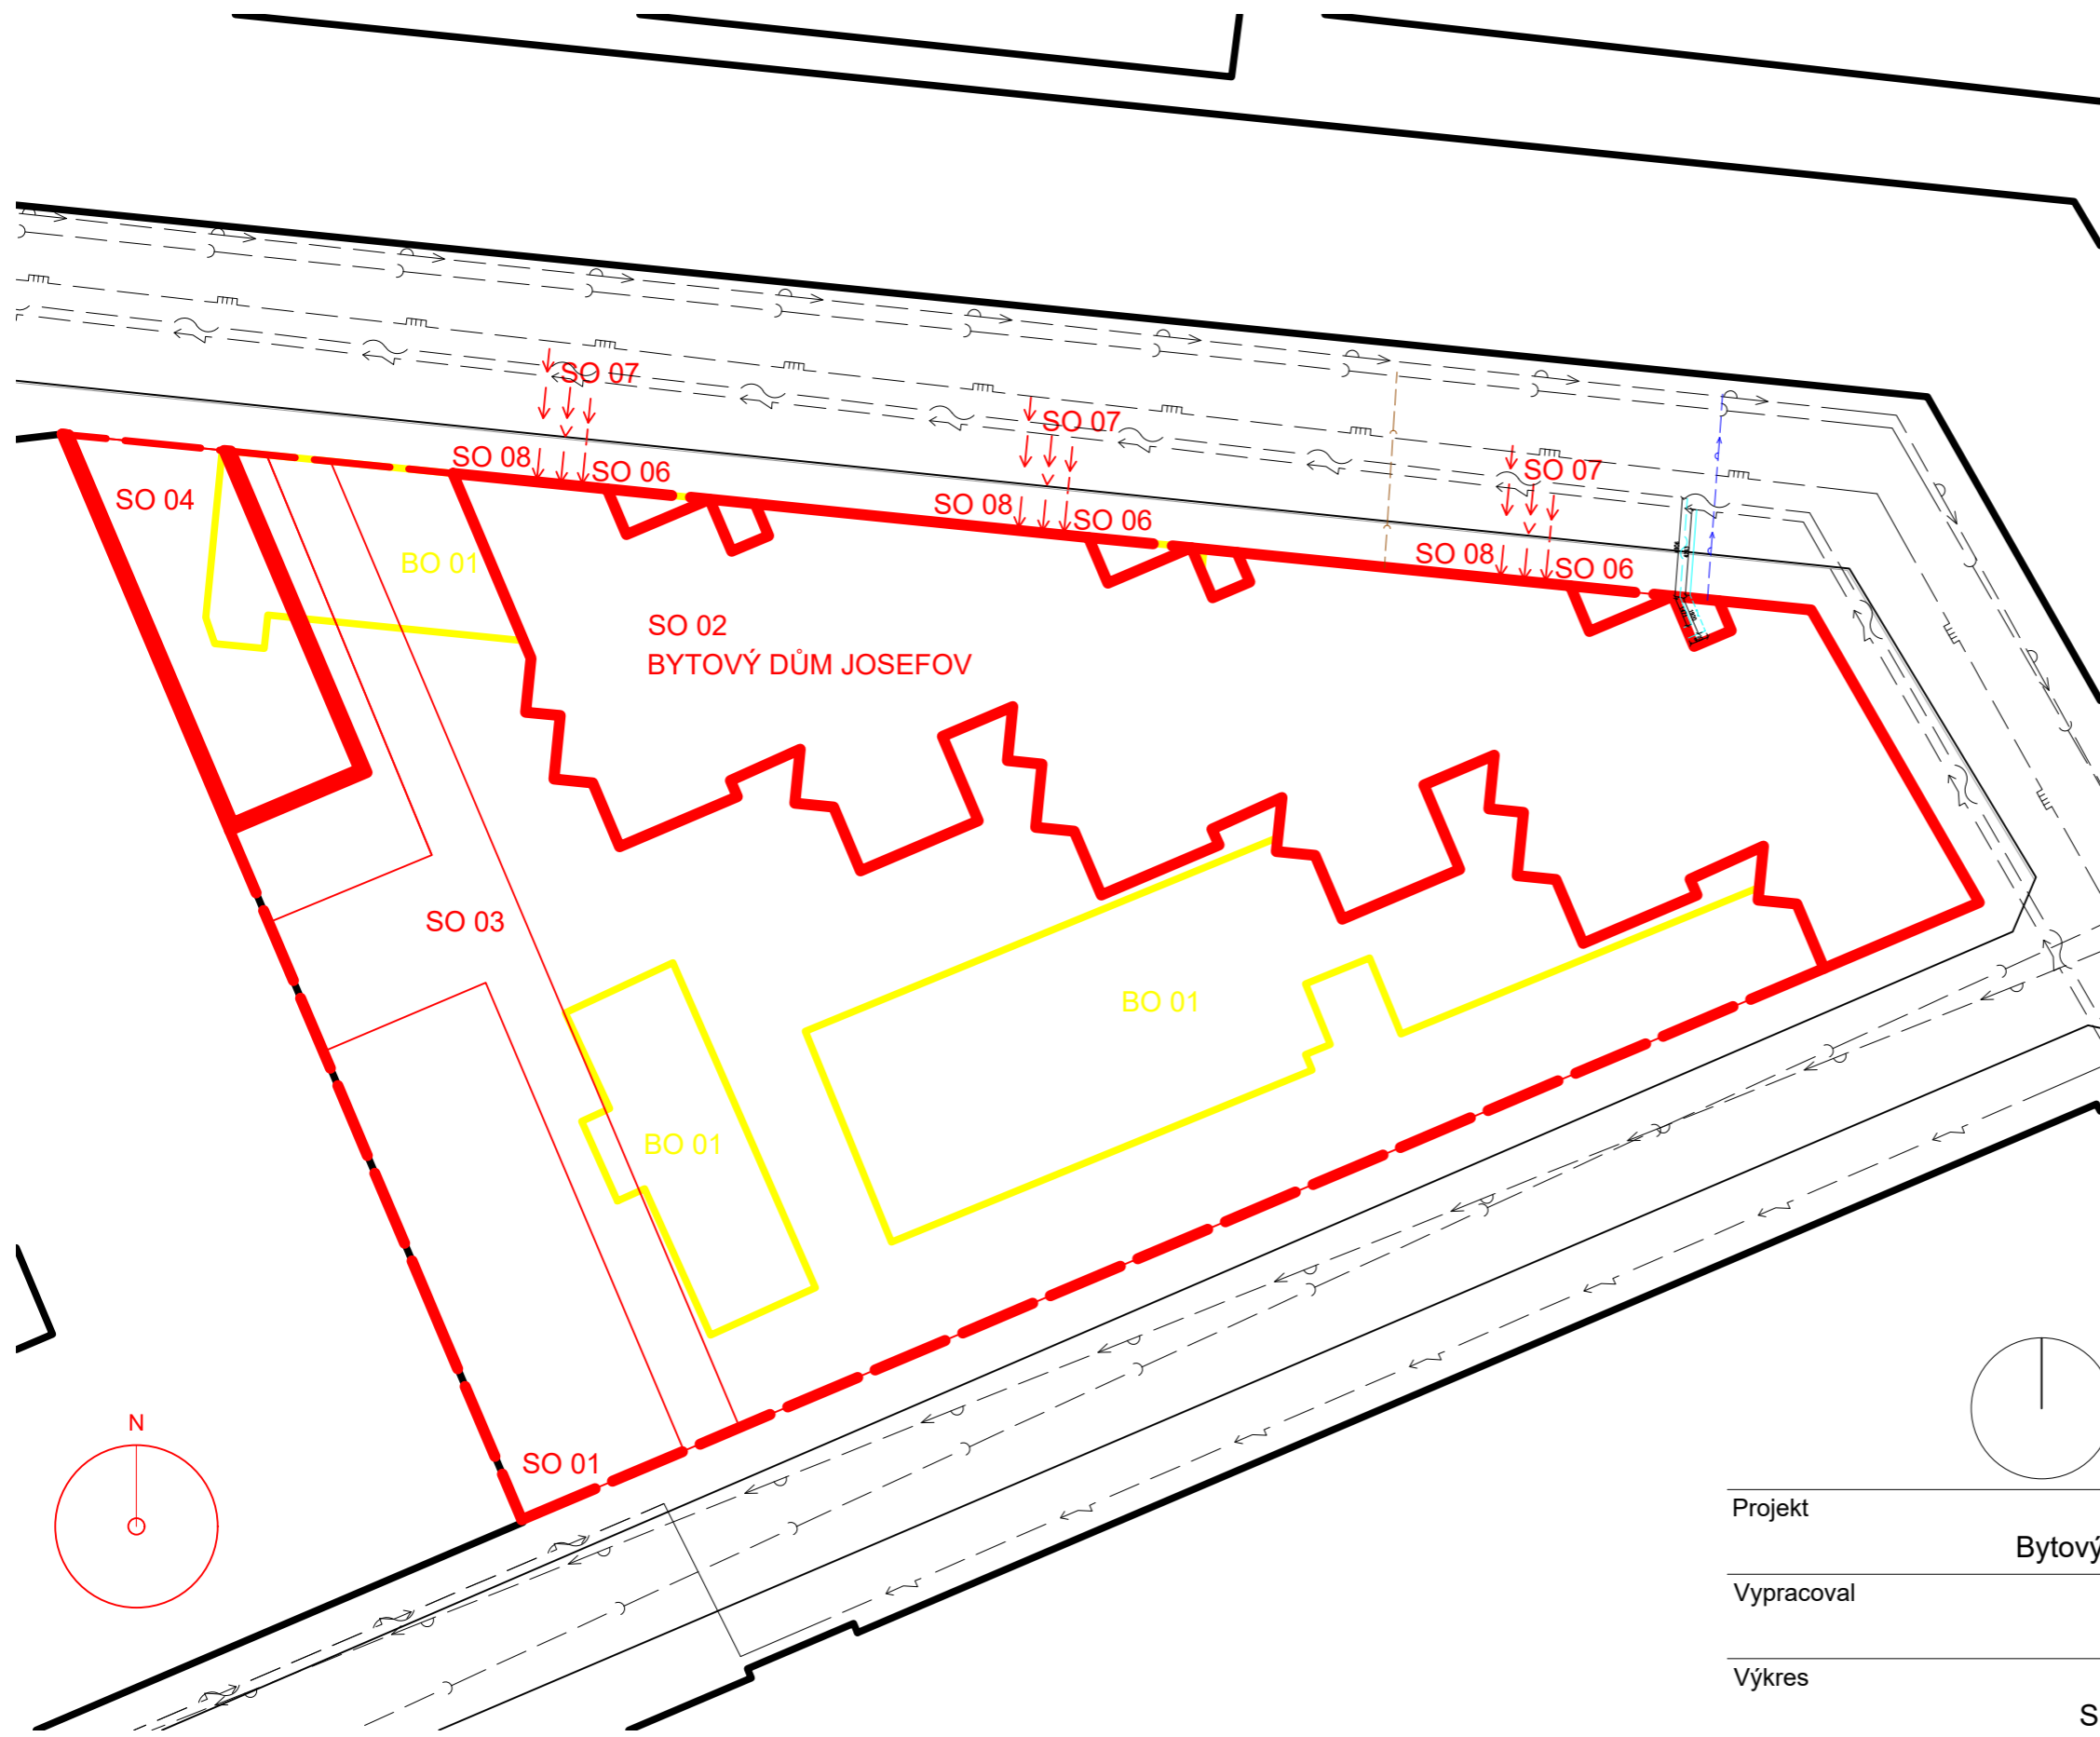 SO 07
SO 07
SO 08
SO 06
SO 07
SO 04
SO 08
SO 06
BO 01
SO 08
SO 06
SO 02
BYTOVÝ DŮM JOSEFOV
SO 03
BO 01
BO 01
N
SO 01
Projekt
Bytový
Vypracoval
Výkres
S